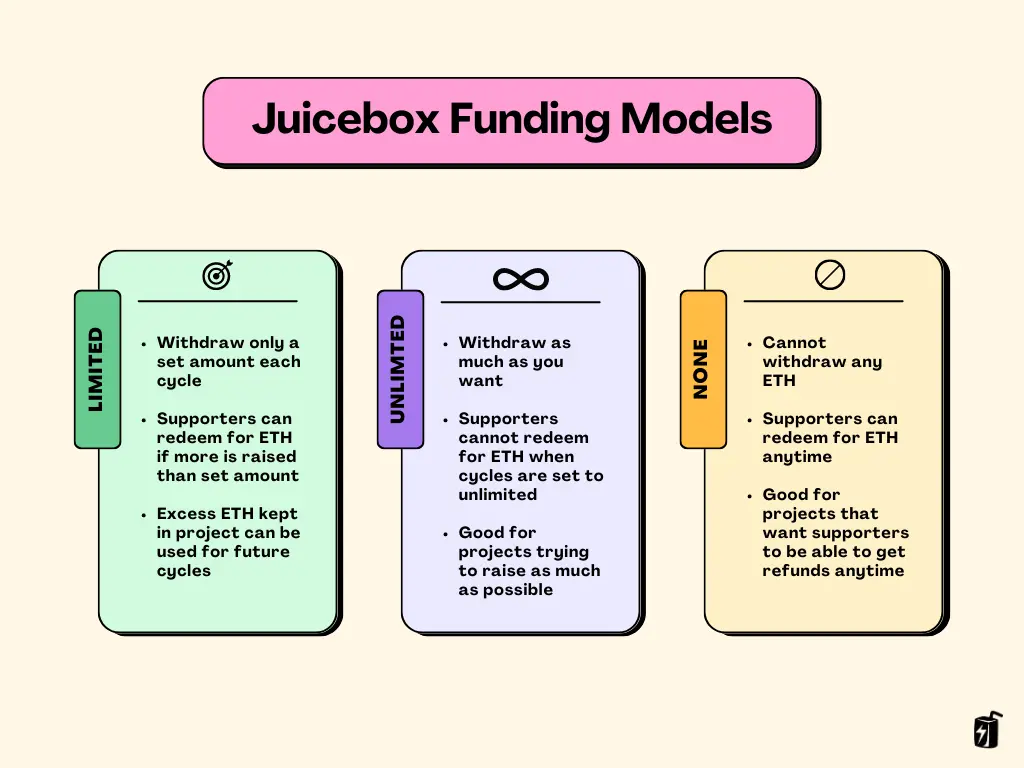 Juicebox Funding Models
LIMITED
• Withdraw only a
set amount each
cycle
• Supporters can
redeem for ETH
if more is raised
than set amount
• Excess ETH kept
in project can be
used for future
cycles
UNLIMTED
• Withdraw as
much as you
want
• Supporters
cannot redeem
for ETH when
cycles are set to
unlimited
• Good for
projects trying
to raise as much
as possible
NONE
• Cannot
withdraw any
ETH
• Supporters can
redeem for ETH
anytime
• Good for
projects that
want supporters
to be able to get
refunds anytime